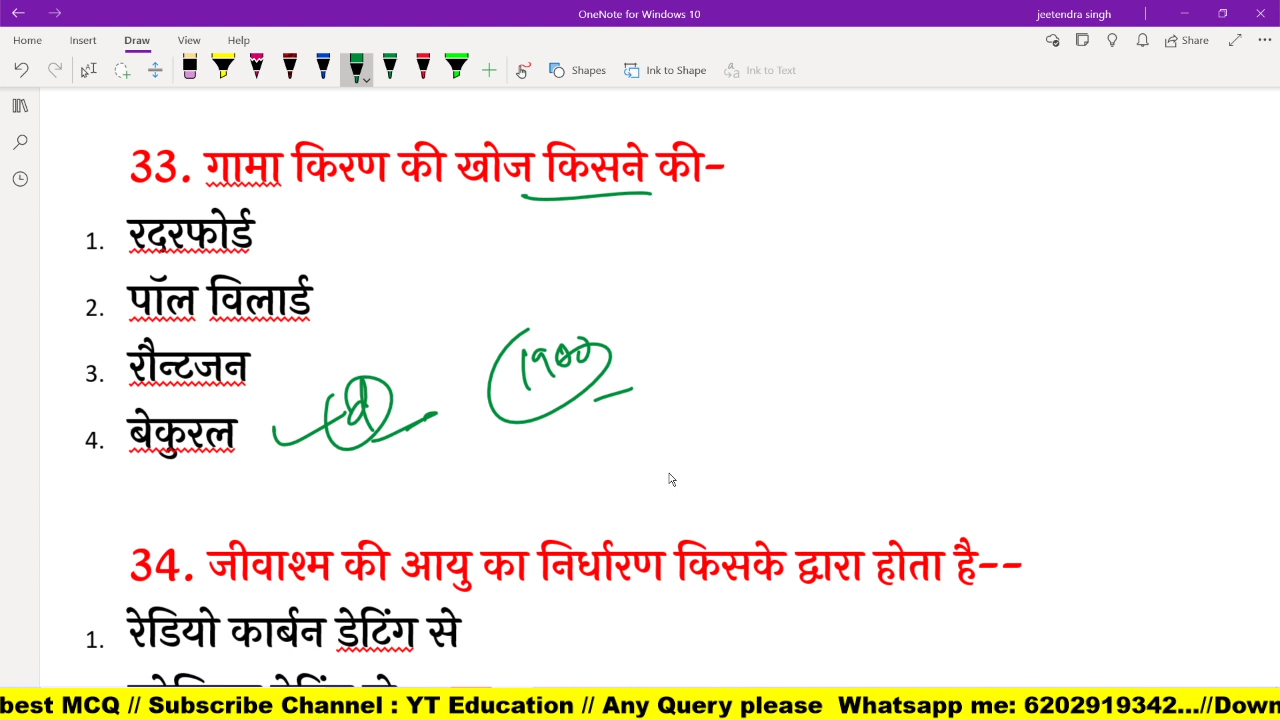 OneNote for Windows 10
jeetendra singh
Home Insert Draw View Help
Share
Shapes Ink to Shape Ink to Text
33. गामा किरण की खोज किसने की-
1. रदरफोर्ड
2. पॉल विलार्ड
3. रौन्टजन
1900
4. बेकुरल
d
34. जीवाश्म की आयु का निर्धारण किसके द्वारा होता है--
1. रेडियो कार्बन डेटिंग से
best MCQ // Subscribe Channel : YT Education // Any Query please Whatsapp me: 6202919342...//Down